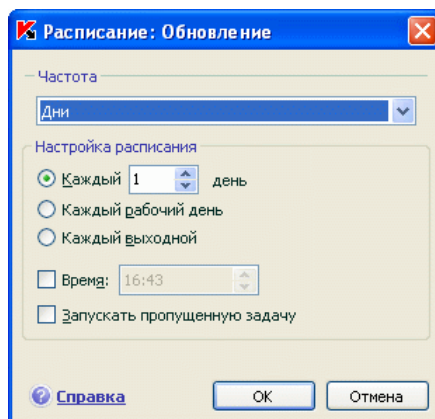 Расписание: Обновление
Частота
Дни
Настройка расписания
Каждый 1 день
Каждый рабочий день
Каждый выходной
Время: 16:43
Запускать пропущенную задачу
Справка OK Отмена